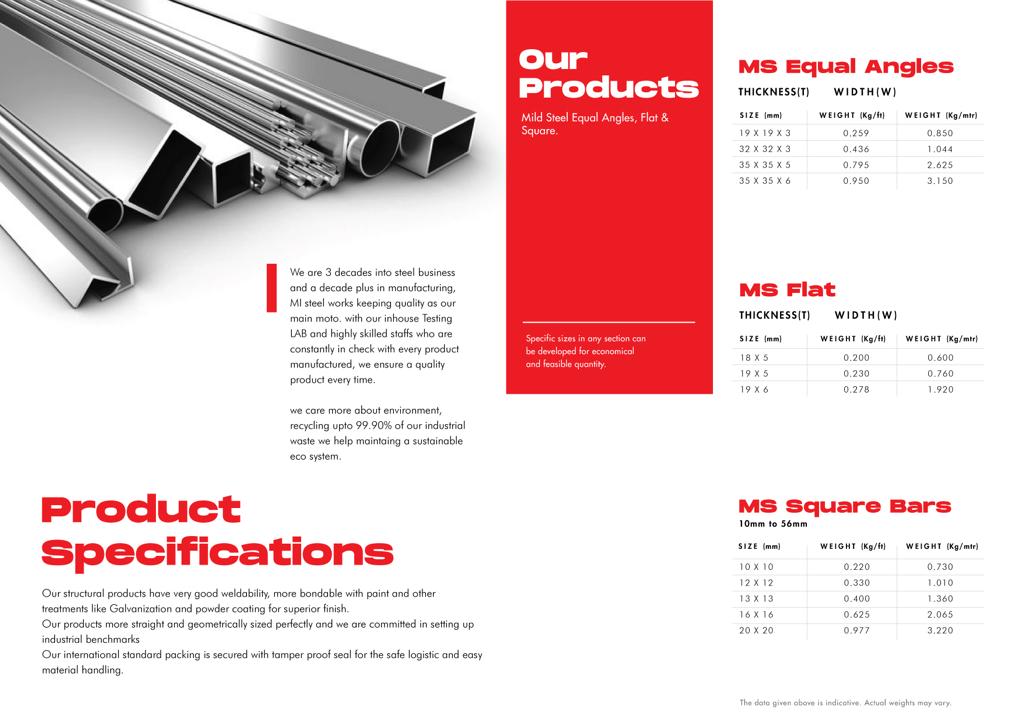 We are 3 decades into steel business
and a decade plus in manufacturing,
MI steel works keeping quality as our
main moto. with our inhouse Testing
LAB and highly skilled staffs who are
constantly in check with every product
manufactured, we ensure a quality
product every time.
we care more about environment,
recycling upto 99.90% of our industrial
waste we help maintaing a sustainable
eco system.
Product
Specifications
Our structural products have very good weldability, more bondable with paint and other
treatments like Galvanization and powder coating for superior finish.
Our products more straight and geometrically sized perfectly and we are committed in setting up
industrial benchmarks
Our international standard packing is secured with tamper proof seal for the safe logistic and easy
material handling.
Our
Products
Mild Steel Equal Angles, Flat &
Square.
Specific sizes in any section can
be developed for economical
and feasible quantity.
MS Equal Angles
THICKNESS(T) WIDTH(W)
SIZE (mm) WEIGHT (Kg/ft) WEIGHT (Kg/mtr)
19 X 19 X 3 0.259 0.850
32 X 32 X 3 0.436 1.044
35 X 35 X 5 0.795 2.625
35 X 35 X 6 0.950 3.150
MS Flat
THICKNESS(T) WIDTH(W)
SIZE (mm) WEIGHT (Kg/ft) WEIGHT (Kg/mtr)
18 X 5 0.200 0.600
19 X 5 0.230 0.760
19 X 6 0.278 1.920
MS Square Bars
10mm to 56mm
SIZE (mm) WEIGHT (Kg/ft) WEIGHT (Kg/mtr)
10 X 10 0.220 0.730
12 X 12 0.330 1.010
13 X 13 0.400 1.360
16 X 16 0.625 2.065
20 X 20 0.977 3.220
The data given above is indicative. Actual weights may vary.